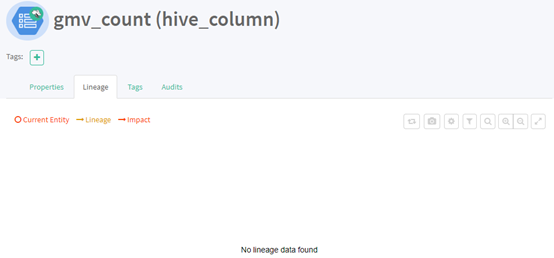 gmv_count (hive_column)
Tags:
Properties Lineage Tags Audits
Current Entity Lineage Impact
No lineage data found